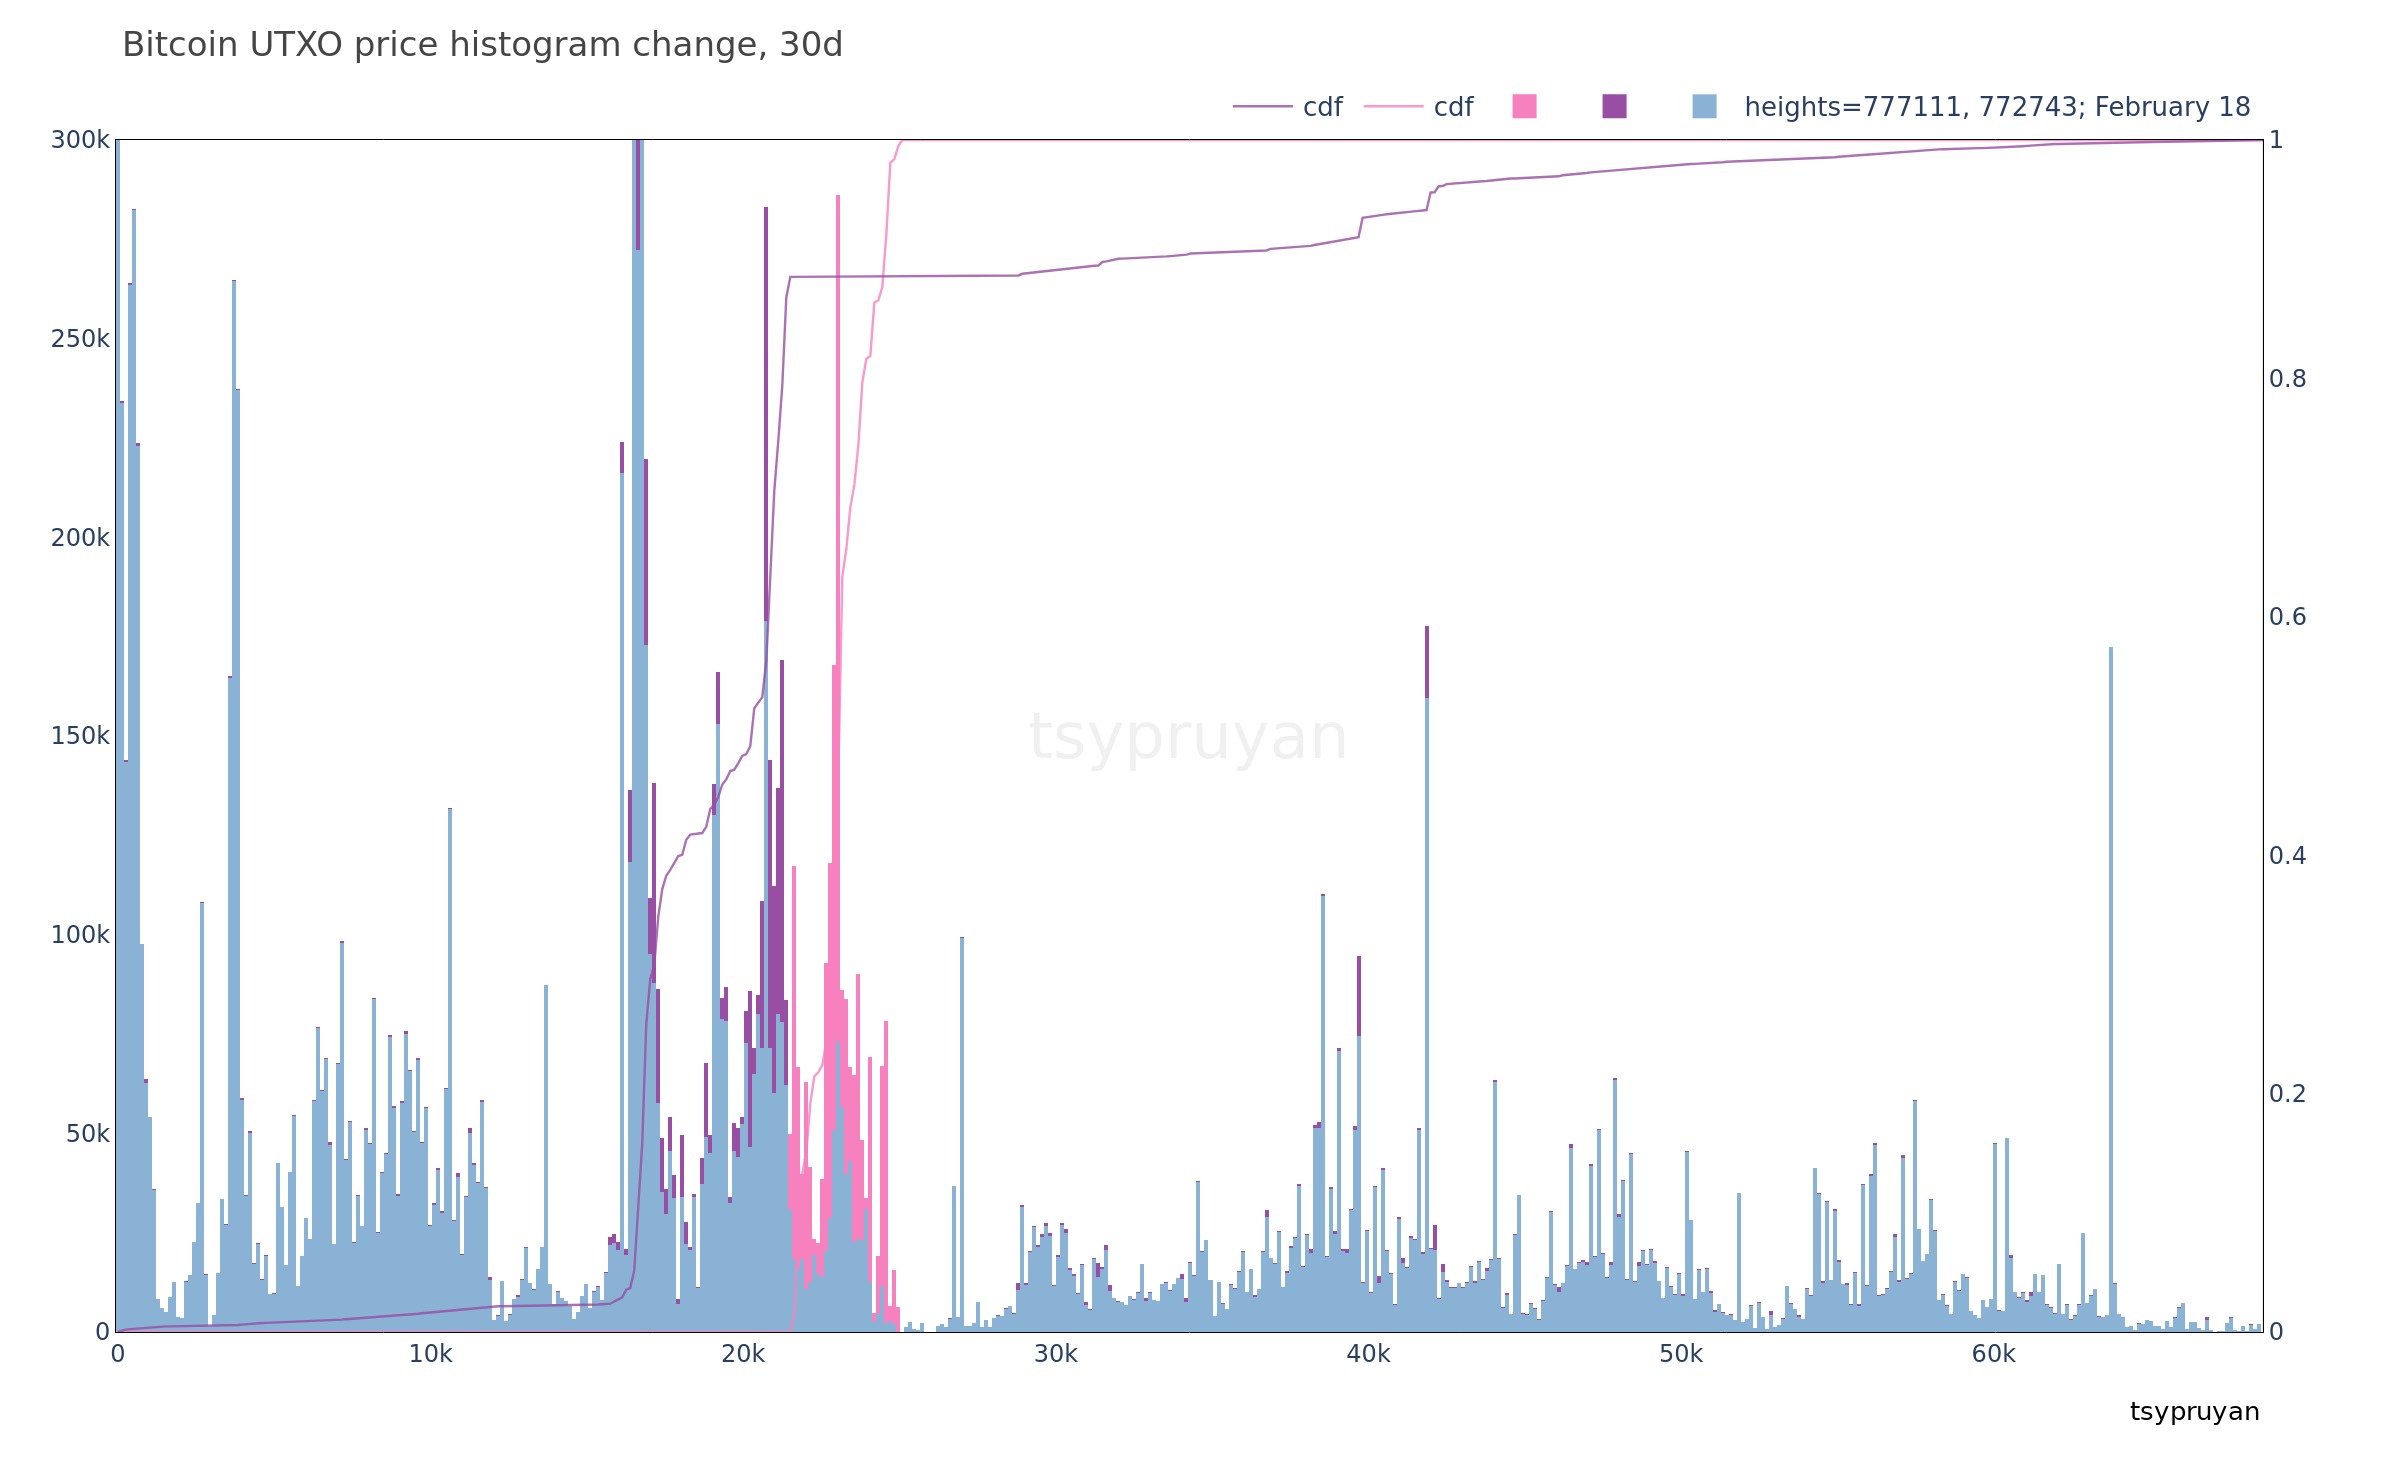 Bitcoin UTXO price histogram change, 30d
cdf cdf heights=777111, 772743; February 18
300k
250k
200k
150k
100k
50k
0
1
0.8
0.6
0.4
0.2
0
tsypruyan
0 10k 20k 30k 40k 50k 60k
tsypruyan